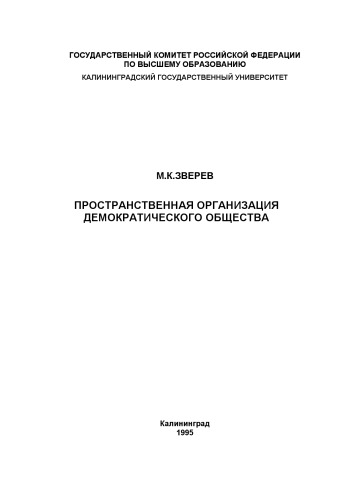 ГОСУДАРСТВЕННЫЙ КОМИТЕТ РОССИЙСКОЙ ФЕДЕРАЦИИ
ПО ВЫСШЕМУ ОБРАЗОВАНИЮ
КАЛИНИНГРАДСКИЙ ГОСУДАРСТВЕННЫЙ УНИВЕРСИТЕТ
М.К.ЗВЕРЕВ
ПРОСТРАНСТВЕННАЯ ОРГАНИЗАЦИЯ
ДЕМОКРАТИЧЕСКОГО ОБЩЕСТВА
Калининград
1995